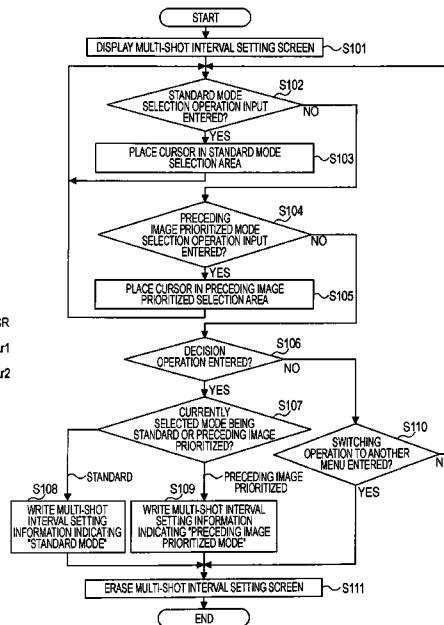 START
DISPLAY MULTI-SHOT INTERVAL SETTING SCREEN
S101
S102
STANDARD MODE
SELECTION OPERATION INPUT
ENTERED?
NO
YES
PLACE CURSOR IN STANDARD MODE
SELECTION AREA
S103
S104
PRECEDING
IMAGE PRIORITIZED MODE
SELECTION OPERATION INPUT
ENTERED?
NO
YES
PLACE CURSOR IN PRECEDING IMAGE
PRIORITIZED SELECTION AREA
S105
S106
DECISION
OPERATION ENTERED?
NO
YES
S107
CURRENTLY
SELECTED MODE BEING
STANDARD OR PRECEDING IMAGE
PRIORITIZED?
S110
SWITCHING
OPERATION TO ANOTHER
MENU ENTERED?
YES
STANDARD
PRECEDING IMAGE
PRIORITIZED
S108
WRITE MULTI-SHOT
INTERVAL SETTING
INFORMATION INDICATING
"STANDARD MODE"
S109
WRITE MULTI-SHOT INTERVAL
SETTING INFORMATION
INDICATING "PRECEDING IMAGE
PRIORITIZED MODE"
ERASE MULTI-SHOT INTERVAL SETTING SCREEN
S111
END